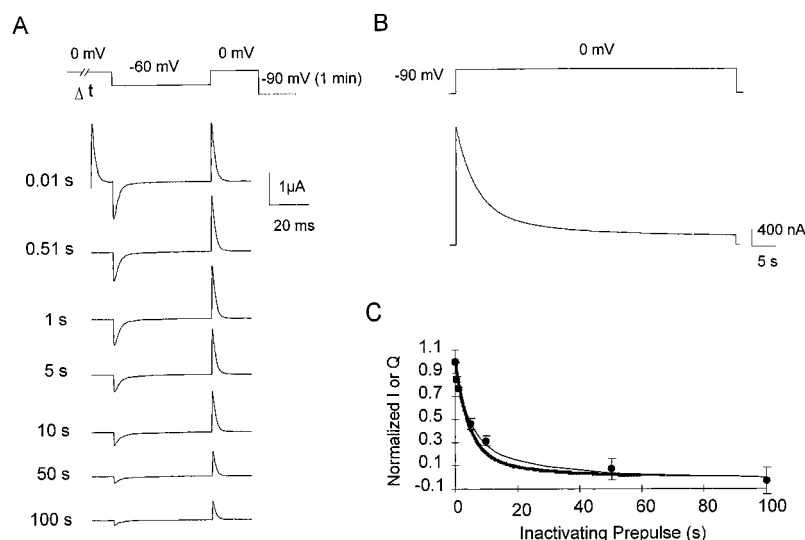 A
0 mV
-60 mV
0 mV
-90 mV (1 min)
Δ t
0.01 s
0.51 s
1 s
5 s
10 s
50 s
100 s
1µA
20 ms
B
0 mV
-90 mV
400 nA
5 s
C
Normalized I or Q
1.1
0.9
0.7
0.5
0.3
0.1
-0.1
0
20
40
60
80
100
Inactivating Prepulse (s)